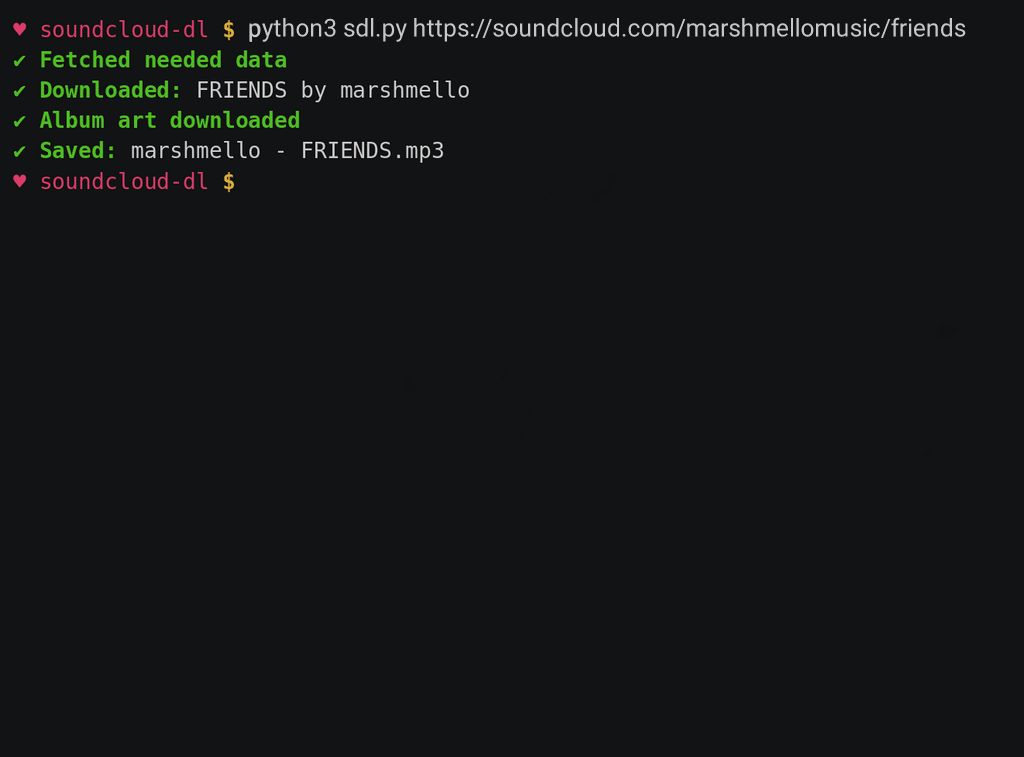 ♥ soundcloud-dl $ python3 sdl.py https://soundcloud.com/marshmellomusic/friends
✔ Fetched needed data
✔ Downloaded: FRIENDS by marshmello
✔ Album art downloaded
✔ Saved: marshmello - FRIENDS.mp3
♥ soundcloud-dl $